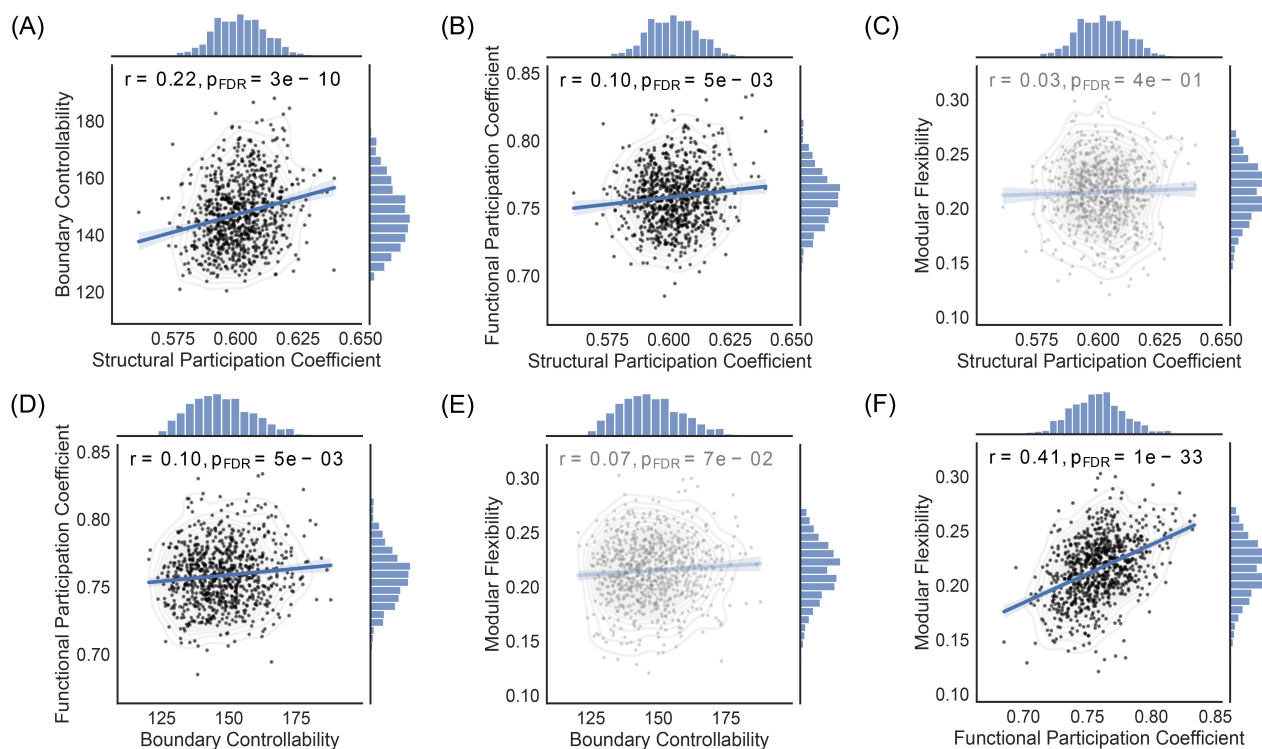 (A)
r = 0.22, pFDR = 3e − 10
Boundary Controllability
180
160
140
120
0.575 0.600 0.625 0.650
Structural Participation Coefficient
(B)
r = 0.10, pFDR = 5e − 03
Functional Participation Coefficient
0.85
0.80
0.75
0.70
0.575 0.600 0.625 0.650
Structural Participation Coefficient
(C)
r = 0.03, pFDR = 4e − 01
Modular Flexibility
0.30
0.25
0.20
0.15
0.10
0.575 0.600 0.625 0.650
Structural Participation Coefficient
(D)
r = 0.10, pFDR = 5e − 03
Functional Participation Coefficient
0.85
0.80
0.75
0.70
125 150 175
Boundary Controllability
(E)
r = 0.07, pFDR = 7e − 02
Modular Flexibility
0.30
0.25
0.20
0.15
0.10
125 150 175
Boundary Controllability
(F)
r = 0.41, pFDR = 1e − 33
Modular Flexibility
0.30
0.25
0.20
0.15
0.10
0.70 0.75 0.80 0.85
Functional Participation Coefficient